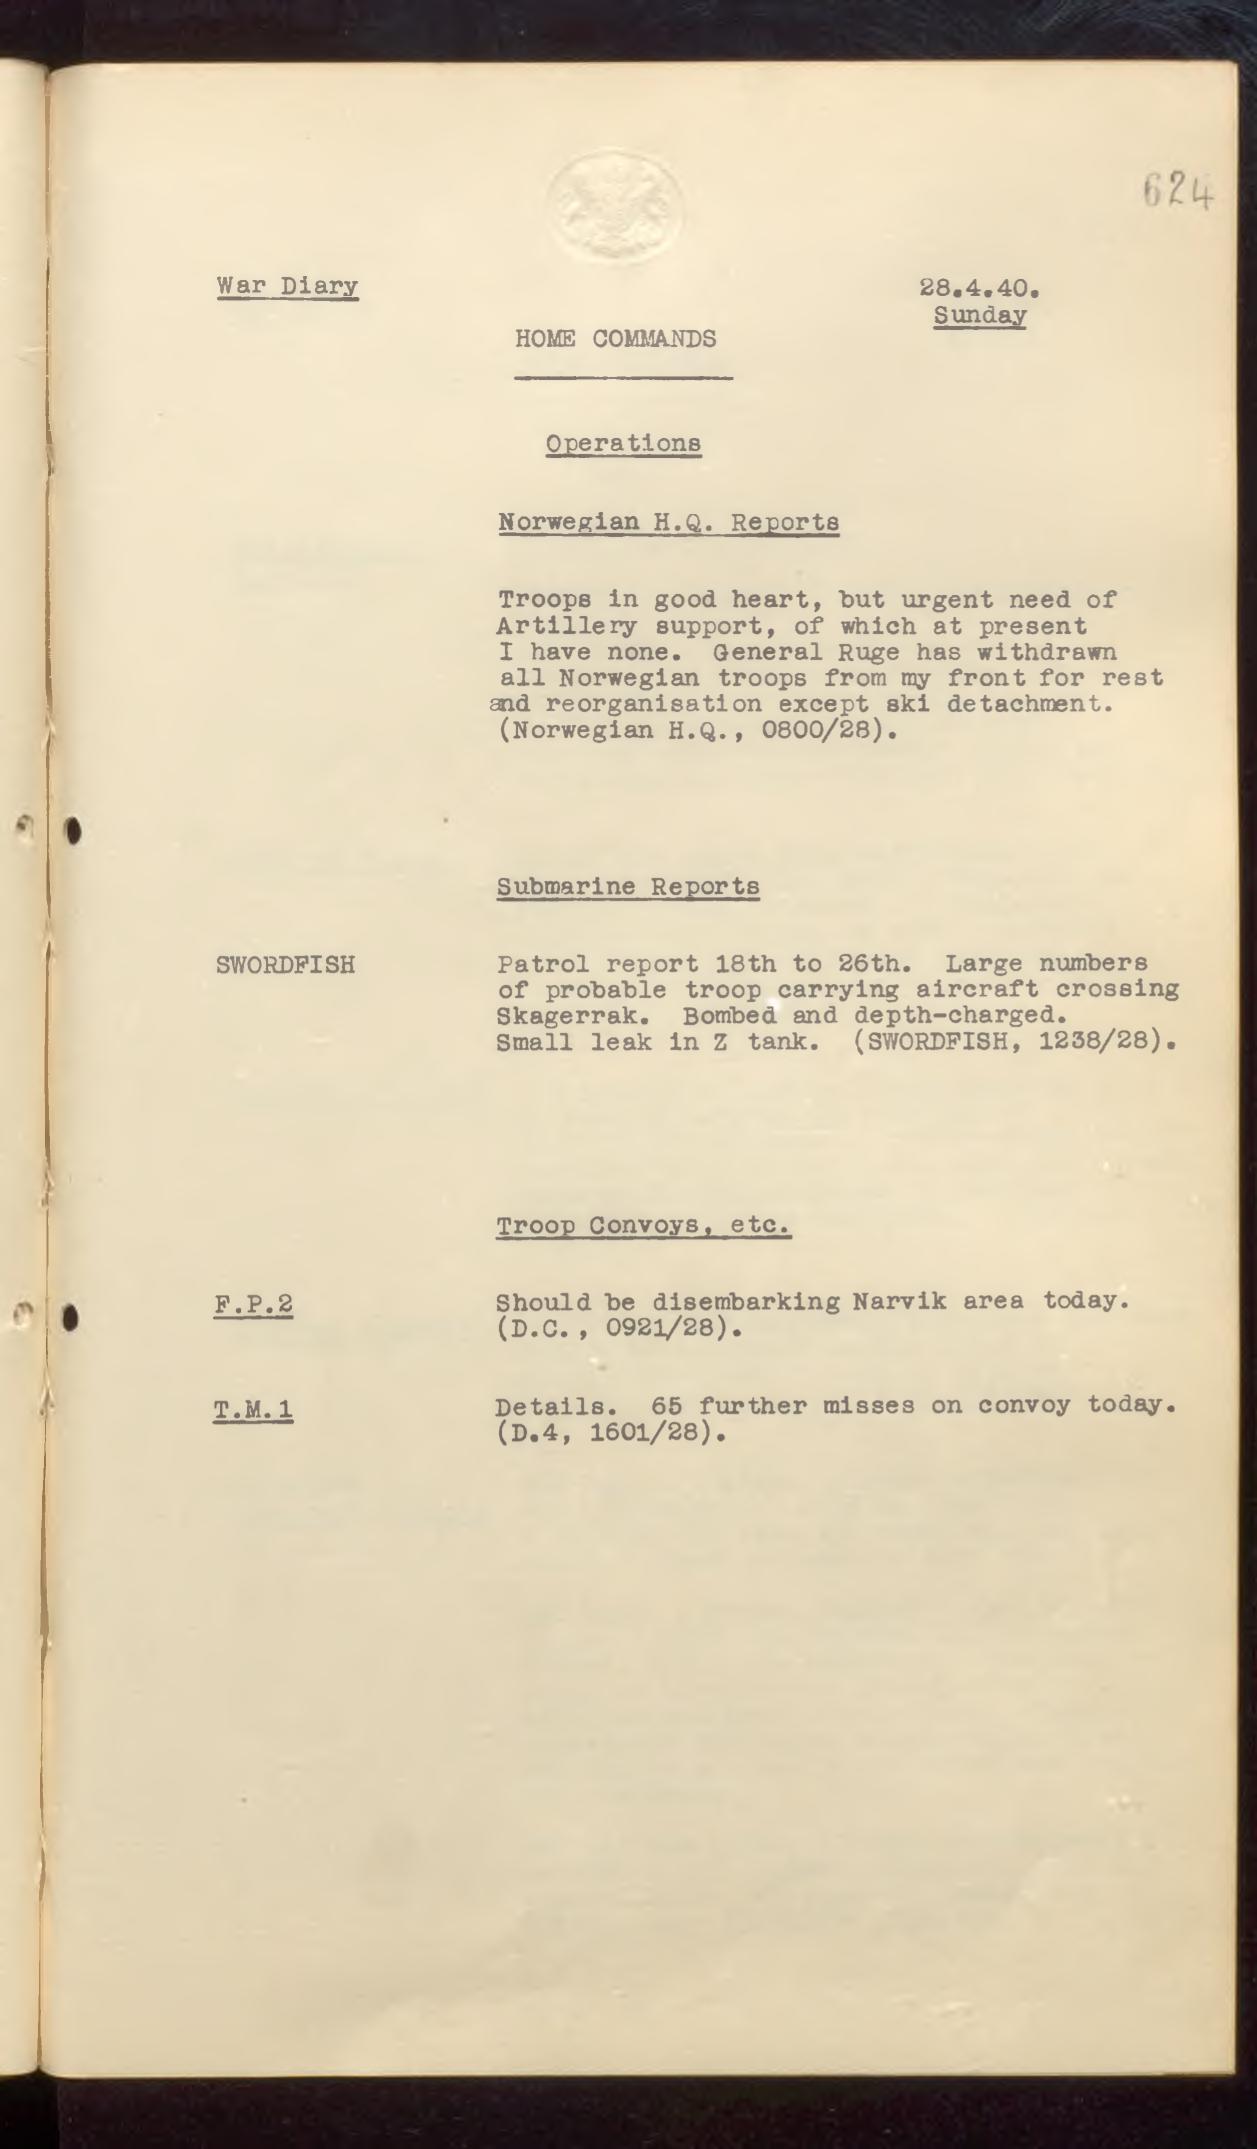 624
War Diary
28.4.40.
Sunday
HOME COMMANDS
Operations
Norwegian H.Q. Reports
Troops in good heart, but urgent need of
Artillery support, of which at present
I have none. General Ruge has withdrawn
all Norwegian troops from my front for rest
and reorganisation except ski detachment.
(Norwegian H.Q., 0800/28).
Submarine Reports
SWORDFISH
Patrol report 18th to 26th. Large numbers
of probable troop carrying aircraft crossing
Skagerrak. Bombed and depth-charged.
Small leak in Z tank. (SWORDFISH, 1238/28).
Troop Convoys, etc.
F.P.2
Should be disembarking Narvik area today.
(D.C., 0921/28).
T.M.1
Details. 65 further misses on convoy today.
(D.4, 1601/28).